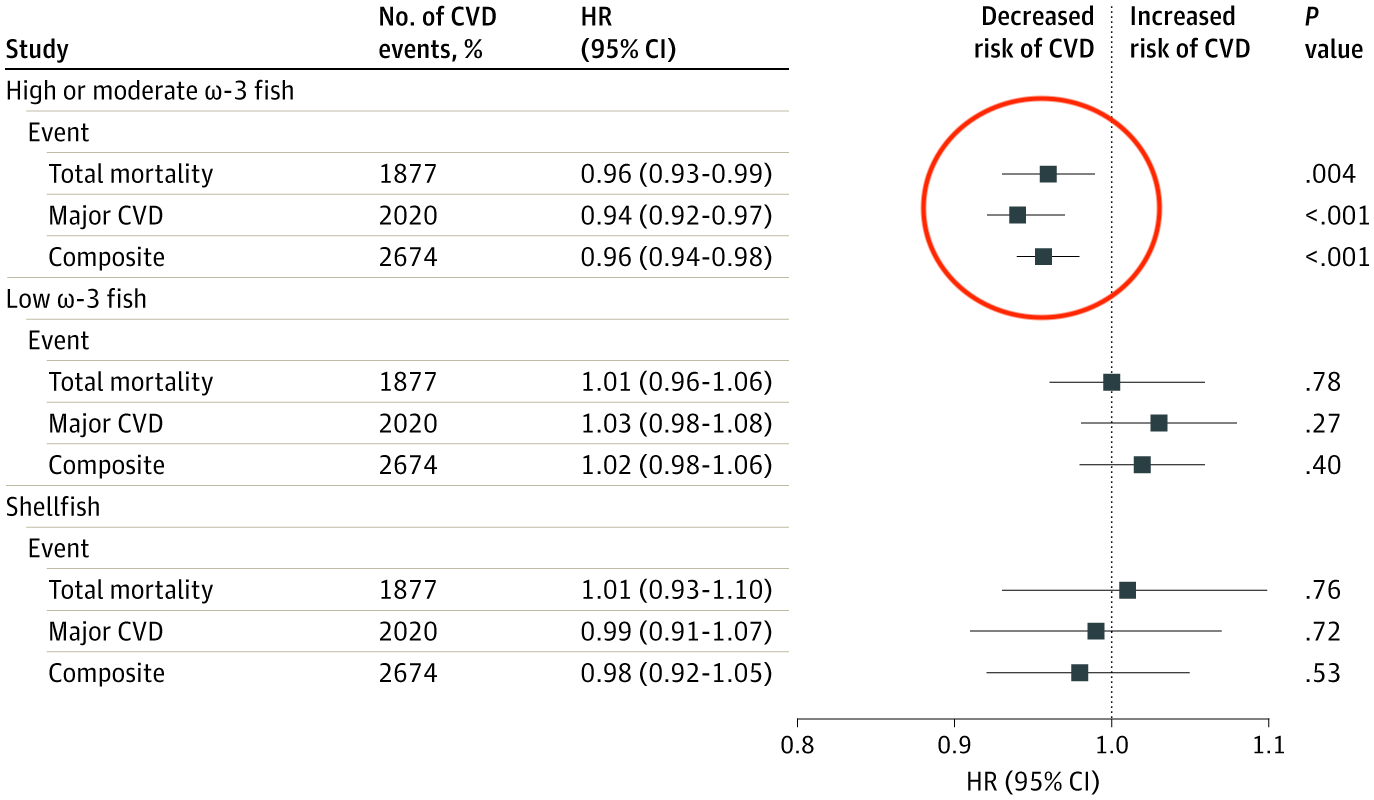 Study No. of CVD events, % HR (95% CI) Decreased risk of CVD Increased risk of CVD P value
High or moderate ω-3 fish
Event
Total mortality 1877 0.96 (0.93-0.99) .004
Major CVD 2020 0.94 (0.92-0.97) <.001
Composite 2674 0.96 (0.94-0.98) <.001
Low ω-3 fish
Event
Total mortality 1877 1.01 (0.96-1.06) .78
Major CVD 2020 1.03 (0.98-1.08) .27
Composite 2674 1.02 (0.98-1.06) .40
Shellfish
Event
Total mortality 1877 1.01 (0.93-1.10) .76
Major CVD 2020 0.99 (0.91-1.07) .72
Composite 2674 0.98 (0.92-1.05) .53
0.8 0.9 1.0 1.1
HR (95% CI)